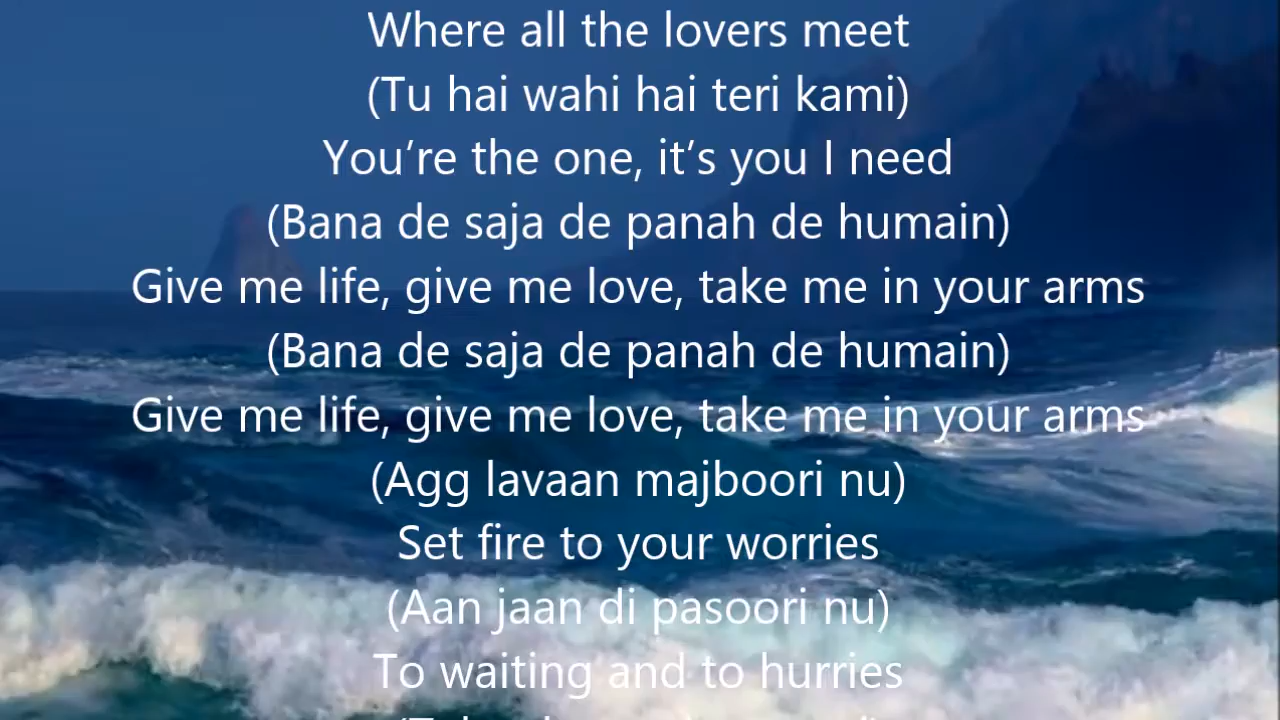 Where all the lovers meet
(Tu hai wahi hai teri kami)
You’re the one, it’s you I need
(Bana de saja de panah de humain)
Give me life, give me love, take me in your arms
(Bana de saja de panah de humain)
Give me life, give me love, take me in your arms
(Agg lavaan majboori nu)
Set fire to your worries
(Aan jaan di pasoori nu)
To waiting and to hurries